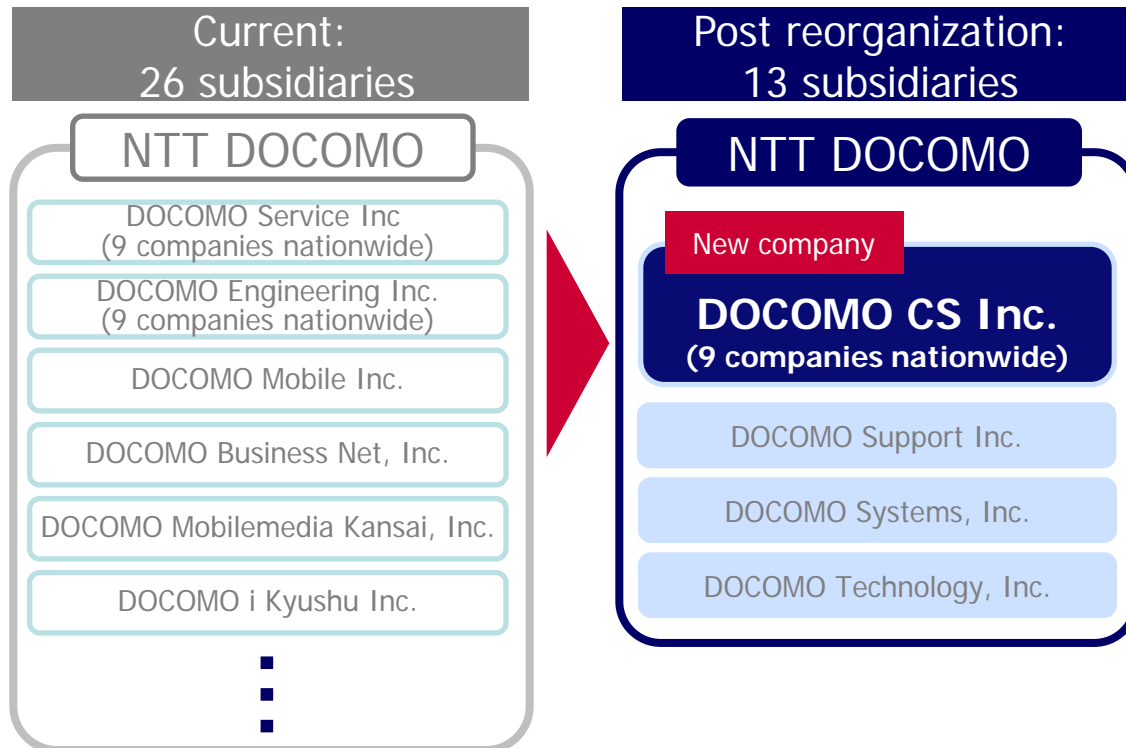 Current:
26 subsidiaries
NTT DOCOMO
DOCOMO Service Inc
(9 companies nationwide)
DOCOMO Engineering Inc.
(9 companies nationwide)
DOCOMO Mobile Inc.
DOCOMO Business Net, Inc.
DOCOMO Mobilemedia Kansai, Inc.
DOCOMO i Kyushu Inc.
Post reorganization:
13 subsidiaries
NTT DOCOMO
New company
DOCOMO CS Inc.
(9 companies nationwide)
DOCOMO Support Inc.
DOCOMO Systems, Inc.
DOCOMO Technology, Inc.